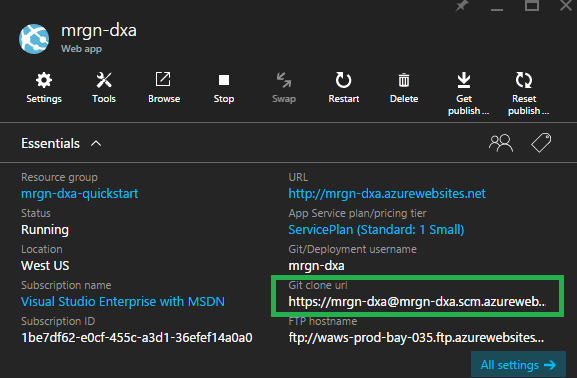 mrgn-dxa
Web app
Settings
Tools
Browse
Stop
Swap
Restart
Delete
Get
publish...
Reset
publish...
Essentials
Resource group
mrgn-dxa-quickstart
Status
Running
Location
West US
Subscription name
Visual Studio Enterprise with MSDN
Subscription ID
1be7df62-e0cf-455c-a3d1-36efef14a0a0
URL
http://mrgn-dxa.azurewebsites.net
App Service plan/pricing tier
ServicePlan (Standard: 1 Small)
Git/Deployment username
mrgn-dxa
Git clone url
https://mrgn-dxa@mrgn-dxa.scm.azureweb...
FTP hostname
ftp://waws-prod-bay-035.ftp.azurewebsites...
All settings →